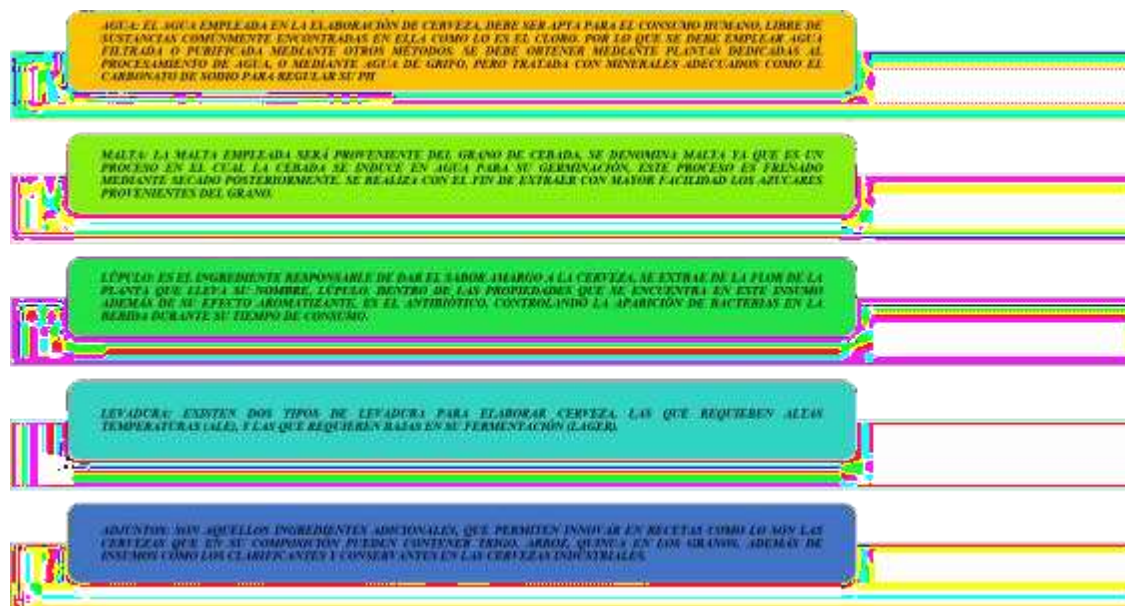 AGUA: EL AGUA EMPLEADA EN LA ELABORACIÓN DE CERVEZA, DEBE SER APTA PARA EL CONSUMO HUMANO, LIBRE DE
SUSTANCIAS COMÚNMENTE ENCONTRADAS EN ELLA COMO LO ES EL CLORO. POR LO QUE SE DEBE EMPLEAR AGUA
FILTRADA O PURIFICADA MEDIANTE OTROS MÉTODOS. SE DEBE OBTENER MEDIANTE PLANTAS DEDICADAS AL
PROCESAMIENTO DE AGUA, O MEDIANTE AGUA DE GRIFO, PERO TRATADA CON MINERALES ADECUADOS COMO EL
CARBONATO DE SODIO PARA REGULAR SU PH
MALTA: LA MALTA EMPLEADA SERÁ PROVENIENTE DEL GRANO DE CEBADA, SE DENOMINA MALTA YA QUE ES UN
PROCESO EN EL CUAL LA CEBADA SE INDUCE EN AGUA PARA SU GERMINACIÓN, ESTE PROCESO ES FRENADO
MEDIANTE SECADO POSTERIORMENTE. SE REALIZA CON EL FIN DE EXTRAER CON MAYOR FACILIDAD LOS AZUCARES
PROVENIENTES DEL GRANO.
LÚPULO: ES EL INGREDIENTE RESPONSABLE DE DAR EL SABOR AMARGO A LA CERVEZA, SE EXTRAE DE LA FLOR DE LA
PLANTA QUE LLEVA SU NOMBRE, LÚPULO. DENTRO DE LAS PROPIEDADES QUE SE ENCUENTRA EN ESTE INSUMO
ADEMÁS DE SU EFECTO AROMATIZANTE, ES EL ANTIBIÓTICO, CONTROLANDO LA APARICIÓN DE BACTERIAS EN LA
BEBIDA DURANTE SU TIEMPO DE CONSUMO.
LEVADURA: EXISTEN DOS TIPOS DE LEVADURA PARA ELABORAR CERVEZA, LAS QUE REQUIEREN ALTAS
TEMPERATURAS (ALE), Y LAS QUE REQUIEREN BAJAS EN SU FERMENTACIÓN (LAGER).
ADJUNTOS: SON AQUELLOS INGREDIENTES ADICIONALES, QUE PERMITEN INNOVAR EN RECETAS COMO LO SON LAS
CERVEZAS QUE EN SU COMPOSICIÓN PUEDEN CONTENER TRIGO, ARROZ, QUINUA EN LOS GRANOS, ADEMÁS DE
INSUMOS COMO LOS CLARIFICANTES Y CONSERVANTES EN LAS CERVEZAS INDUSTRIALES.